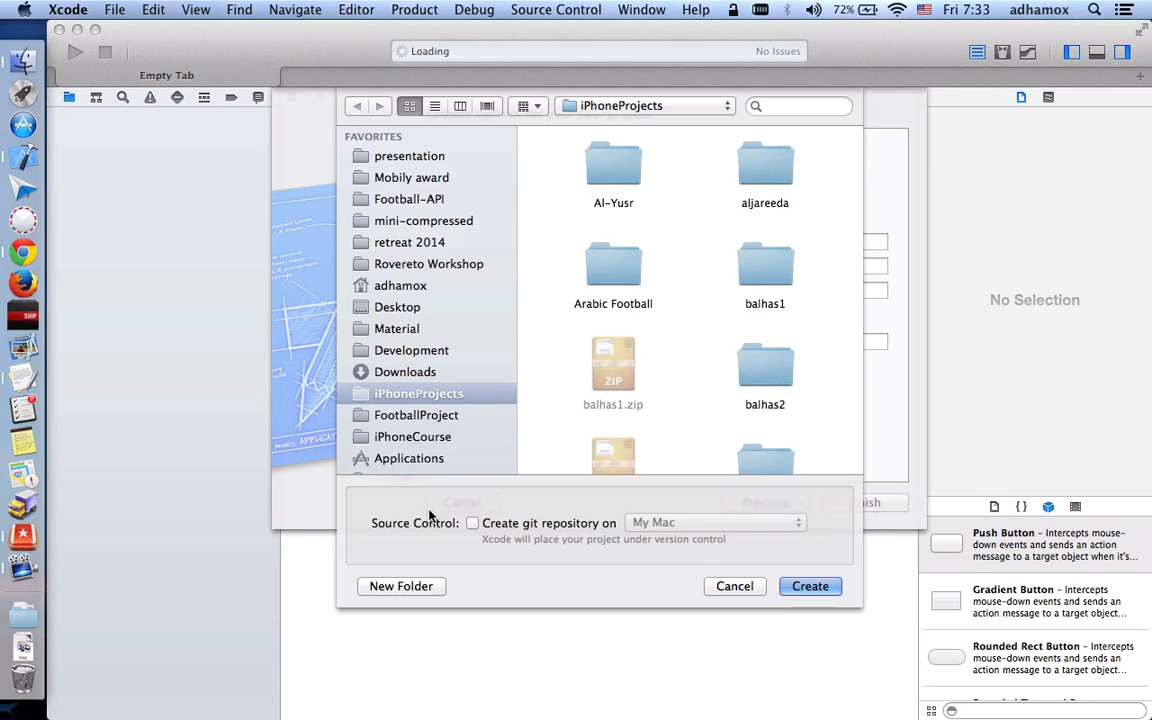 Xcode File Edit View Find Navigate Editor Product Debug Source Control Window Help 72% Fri 7:33 adhamox
Loading No Issues
Empty Tab
iPhoneProjects
FAVORITES
presentation
Mobily award
Football-API
mini-compressed
retreat 2014
Rovereto Workshop
adhamox
Desktop
Material
Development
Downloads
iPhoneProjects
FootballProject
iPhoneCourse
Applications
Al-Yusr aljareeda
Arabic Football balhas1
ZIP
balhas1.zip balhas2
Cancel Previous
Source Control: Create git repository on My Mac
Xcode will place your project under version control
New Folder Cancel Create
No Selection
{}
Push Button – Intercepts mouse-
down events and sends an
action message to a target object
when it's...
Gradient Button – Intercepts
mouse-down events and sends an
action message to a target object...
Rounded Rect Button – Intercepts
mouse-down events and sends an
action message to a target object...
SHIP